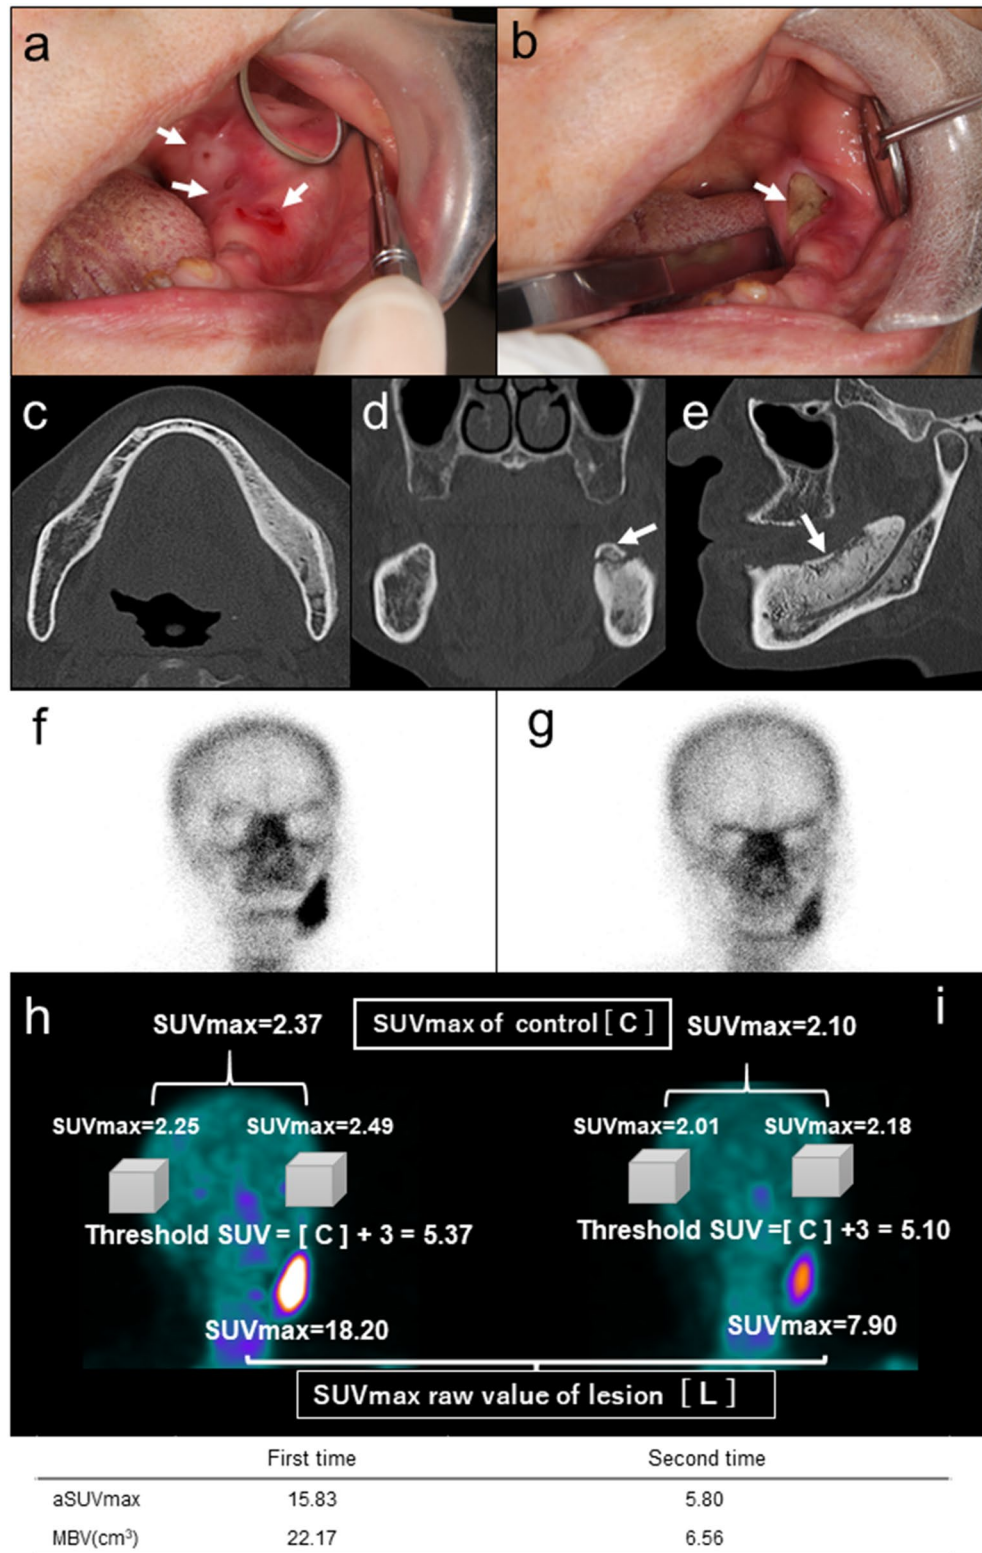 a
b
c
d
e
f
g
h
i
SUVmax=2.37
SUVmax of control [ C ]
SUVmax=2.10
SUVmax=2.25
SUVmax=2.49
SUVmax=2.01
SUVmax=2.18
Threshold SUV = [ C ] + 3 = 5.37
Threshold SUV =[ C ] +3 = 5.10
SUVmax=18.20
SUVmax=7.90
SUVmax raw value of lesion [ L ]
First time Second time
aSUVmax 15.83 5.80
MBV(cm³) 22.17 6.56